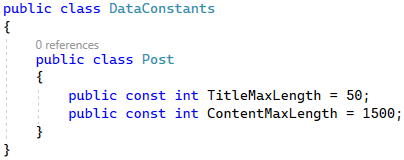 public class DataConstants
{
0 references
public class Post
{
public const int TitleMaxLength = 50;
public const int ContentMaxLength = 1500;
}
}